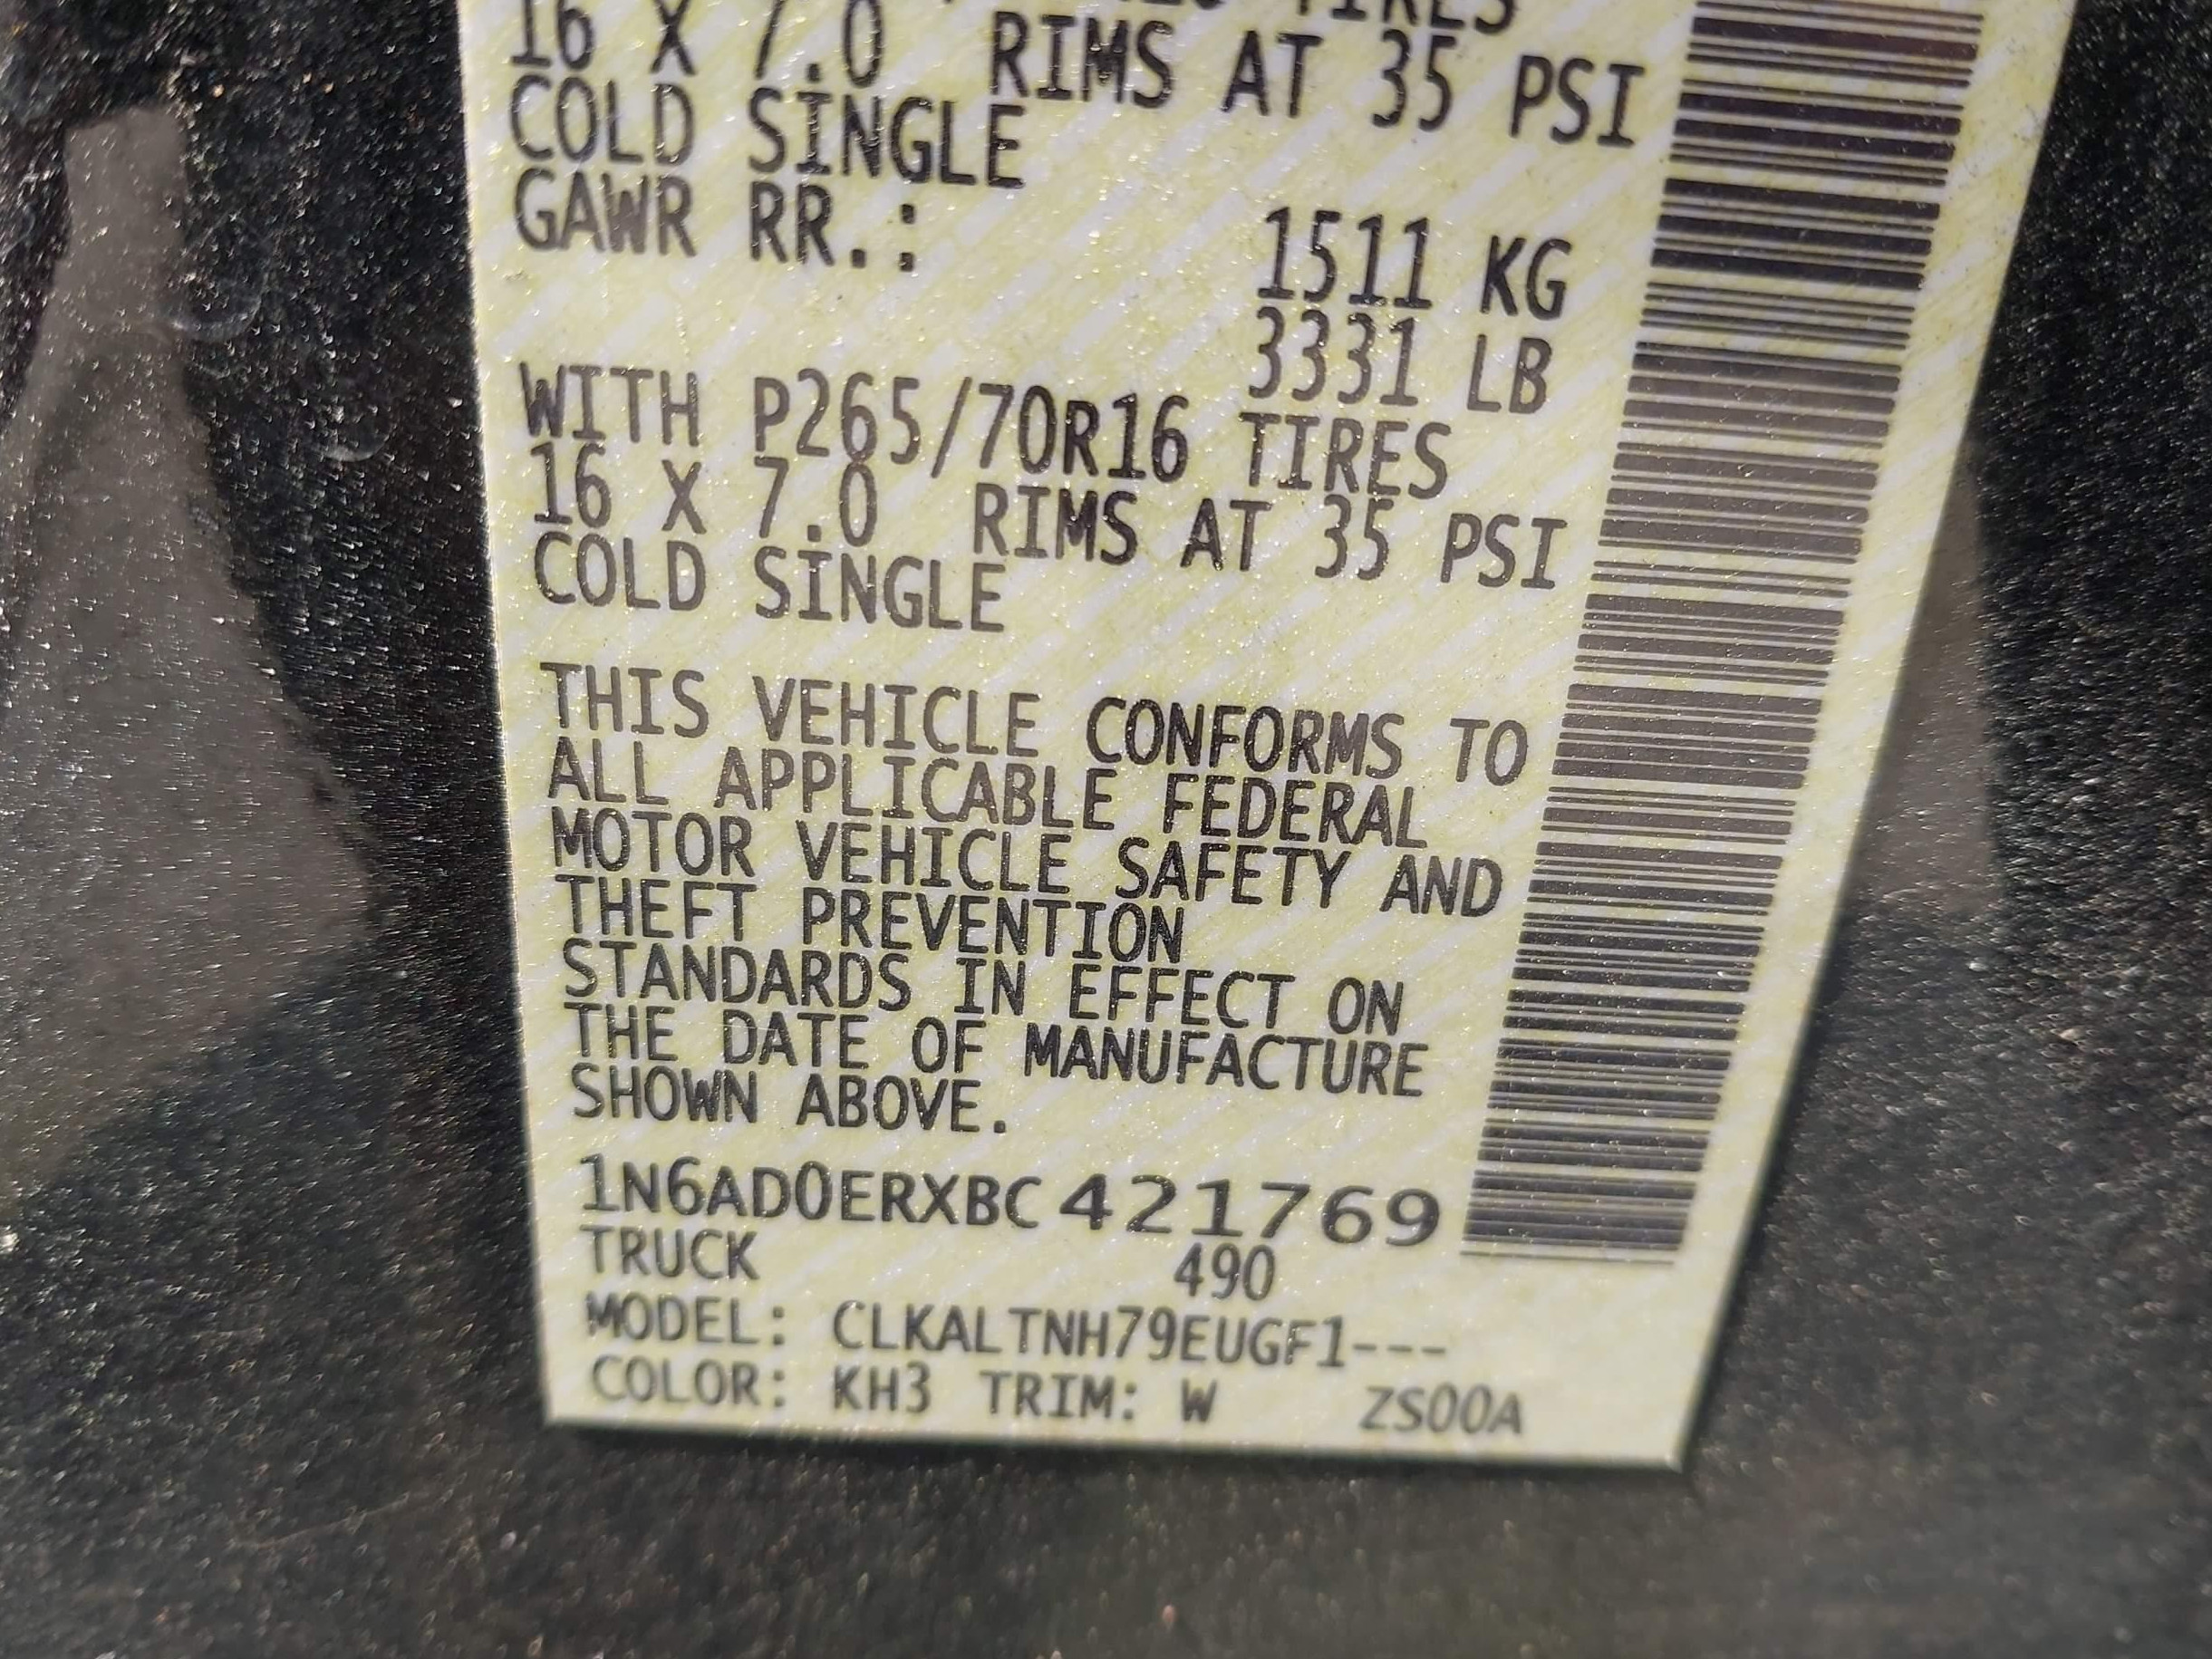 TIRES
16 X 7.0 RIMS AT 35 PSI
COLD SINGLE
GAWR RR.: 1511 KG
3331 LB
WITH P265/70R16 TIRES
16 X 7.0 RIMS AT 35 PSI
COLD SINGLE
THIS VEHICLE CONFORMS TO
ALL APPLICABLE FEDERAL
MOTOR VEHICLE SAFETY AND
THEFT PREVENTION
STANDARDS IN EFFECT ON
THE DATE OF MANUFACTURE
SHOWN ABOVE.
1N6AD0ERXBC421769
TRUCK 490
MODEL: CLKALTNH79EUGF1---
COLOR: KH3 TRIM: W ZS00A